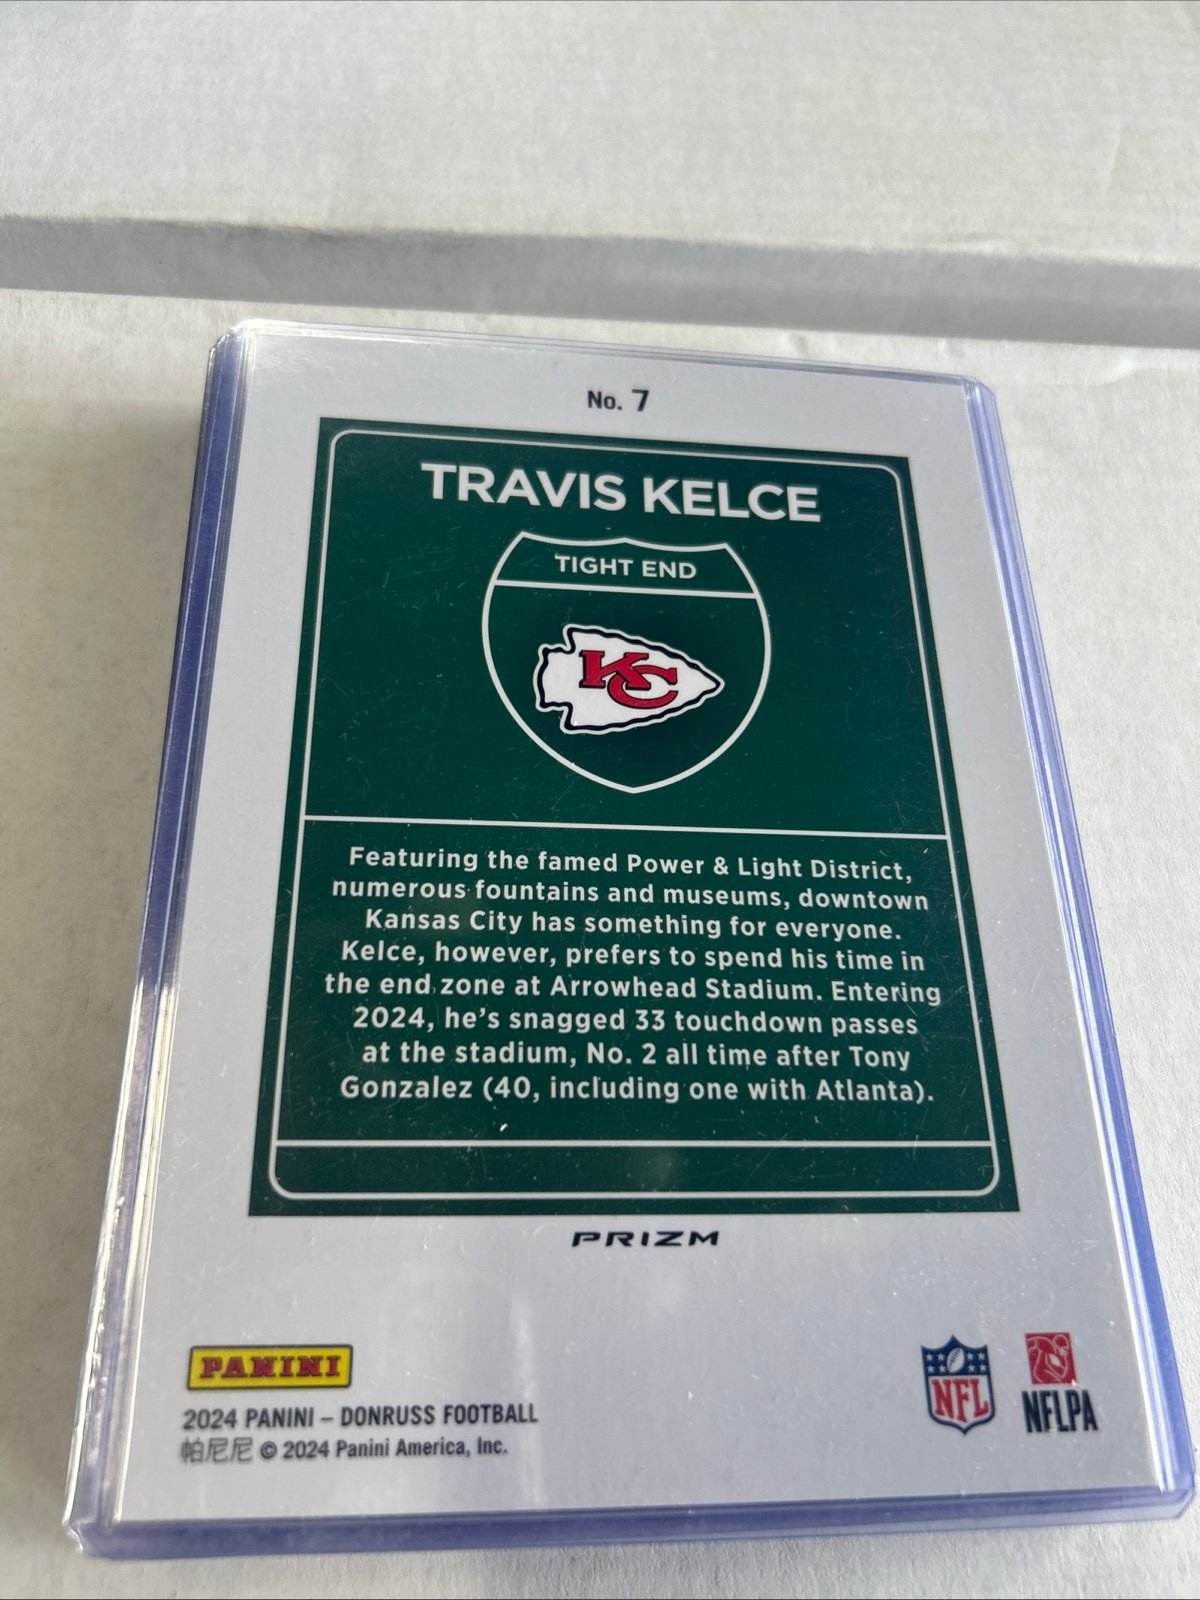 No. 7
TRAVIS KELCE
TIGHT END
KC
Featuring the famed Power & Light District,
numerous fountains and museums, downtown
Kansas City has something for everyone.
Kelce, however, prefers to spend his time in
the end zone at Arrowhead Stadium. Entering
2024, he's snagged 33 touchdown passes
at the stadium, No. 2 all time after Tony
Gonzalez (40, including one with Atlanta).
PRIZM
PANINI
2024 PANINI – DONRUSS FOOTBALL
帕尼尼 © 2024 Panini America, Inc.
NFL
NFLPA